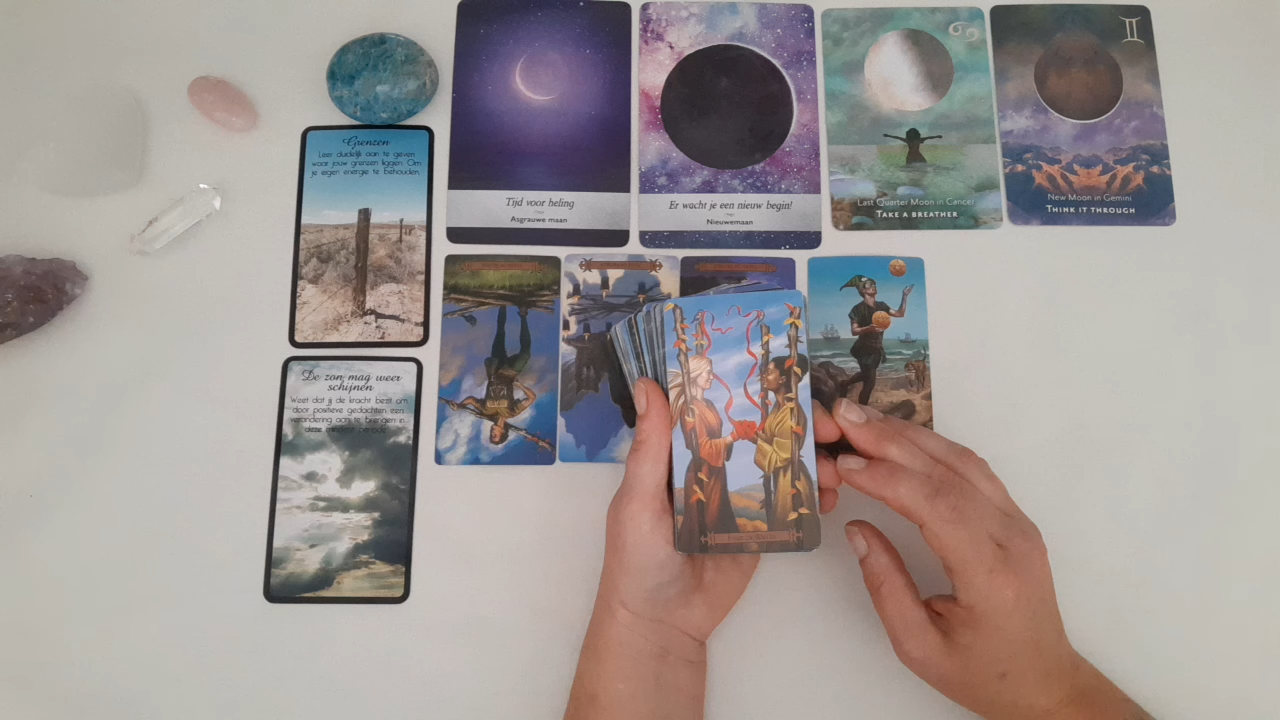 Grenzen
Leer duidelijk aan te geven
waar jouw grenzen liggen. Om
je eigen energie te behouden.
De zon mag weer
schijnen
Weet dat jij de kracht bezit om
door positieve gedachten een
verandering aan te brengen in
deze
Tijd voor heling
Asgrauwe maan
Er wacht je een nieuw begin!
Nieuwemaan
Last Quarter Moon in Cancer
TAKE A BREATHER
New Moon in Gemini
THINK IT THROUGH